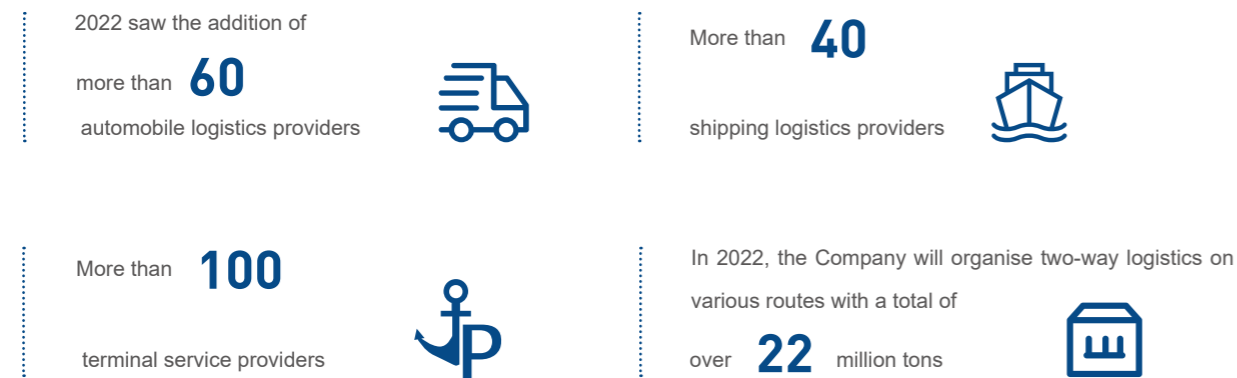 2022 saw the addition of
more than 60
automobile logistics providers
More than 40
shipping logistics providers
More than 100
terminal service providers
P
In 2022, the Company will organise two-way logistics on
various routes with a total of
over 22 million tons